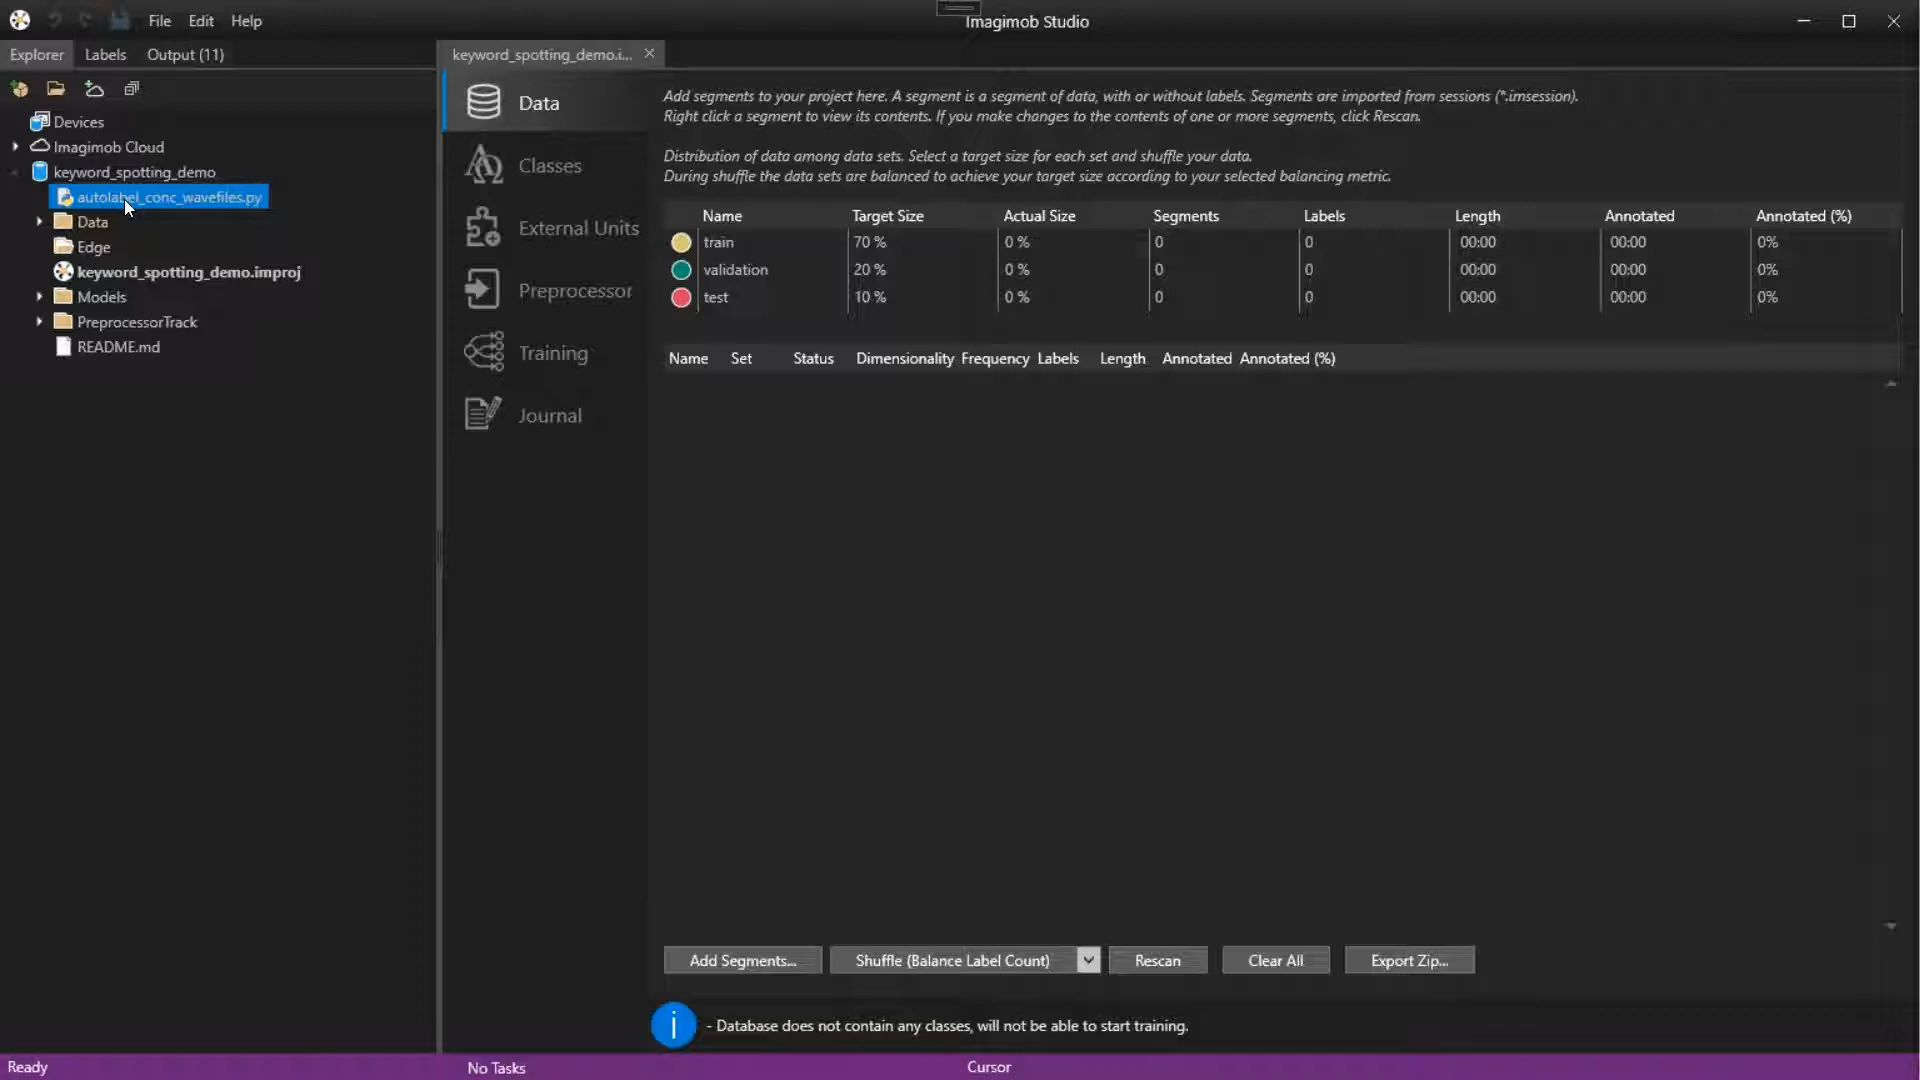 File Edit Help
Imagimob Studio
Explorer Labels Output (11)
keyword_spotting_demo.i...
Devices
Imagimob Cloud
keyword_spotting_demo
autolabel_conc_wavefiles.py
Data
Edge
keyword_spotting_demo.improj
Models
PreprocessorTrack
README.md
Data
Classes
External Units
Preprocessor
Training
Journal
Add segments to your project here. A segment is a segment of data, with or without labels. Segments are imported from sessions (*.imsession).
Right click a segment to view its contents. If you make changes to the contents of one or more segments, click Rescan.
Distribution of data among data sets. Select a target size for each set and shuffle your data.
During shuffle the data sets are balanced to achieve your target size according to your selected balancing metric.
Name Target Size Actual Size Segments Labels Length Annotated Annotated (%)
train 70 % 0 % 0 0 00:00 00:00 0%
validation 20 % 0 % 0 0 00:00 00:00 0%
test 10 % 0 % 0 0 00:00 00:00 0%
Name Set Status Dimensionality Frequency Labels Length Annotated Annotated (%)
Add Segments... Shuffle (Balance Label Count) Rescan Clear All Export Zip...
- Database does not contain any classes, will not be able to start training.
Ready No Tasks Cursor